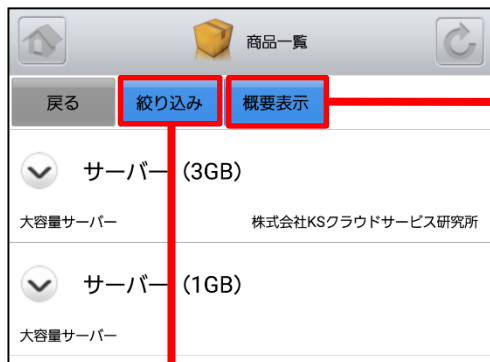 商品一覧
戻る 絞り込み 概要表示
サーバー (3GB)
大容量サーバー 株式会社KSクラウドサービス研究所
サーバー (1GB)
大容量サーバー